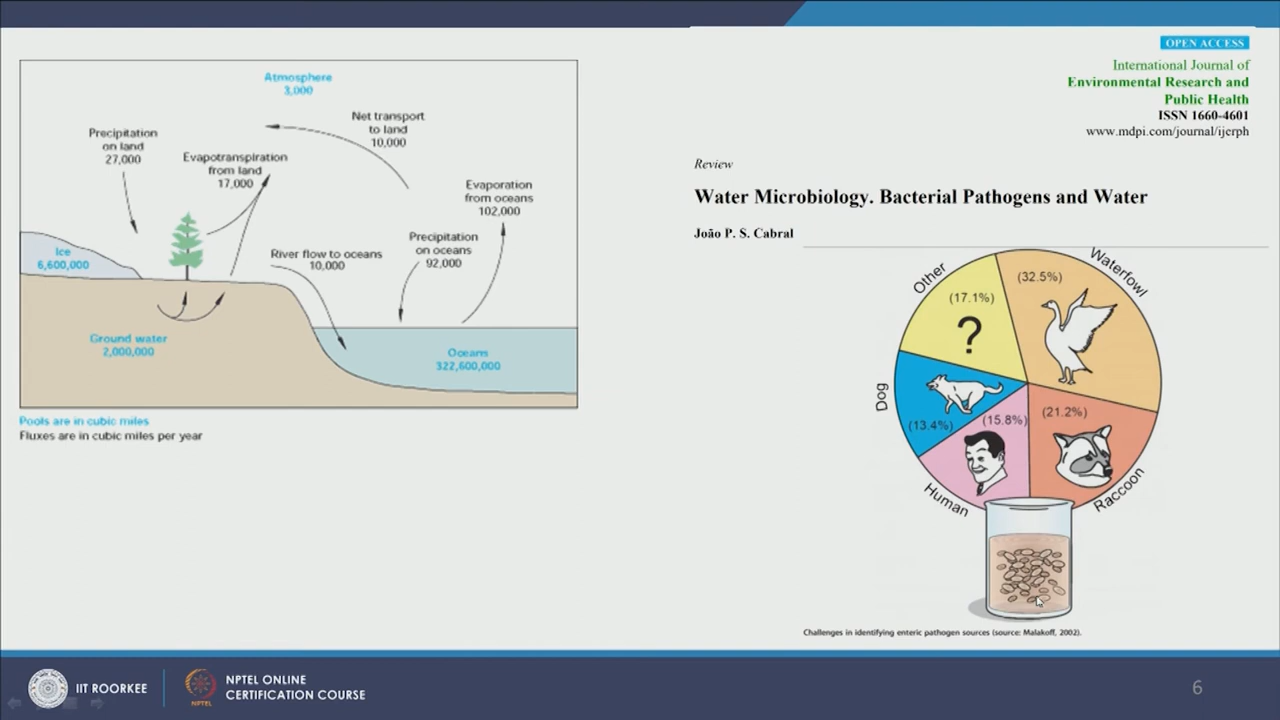 Atmosphere
3,000
Net transport
to land
10,000
Precipitation
on land
27,000
Evapotranspiration
from land
17,000
Evaporation
from oceans
102,000
Precipitation
on oceans
92,000
River flow to oceans
10,000
Ice
6,600,000
Ground water
2,000,000
Oceans
322,600,000
Pools are in cubic miles
Fluxes are in cubic miles per year
OPEN ACCESS
International Journal of
Environmental Research and
Public Health
ISSN 1660-4601
www.mdpi.com/journal/ijerph
Review
Water Microbiology. Bacterial Pathogens and Water
João P. S. Cabral
Other
(17.1%)
?
Waterfowl
(32.5%)
Dog
(13.4%)
Human
(15.8%)
Raccoon
(21.2%)
Challenges in identifying enteric pathogen sources (source: Malakoff, 2002).
IIT ROORKEE
NPTEL
NPTEL ONLINE
CERTIFICATION COURSE
6